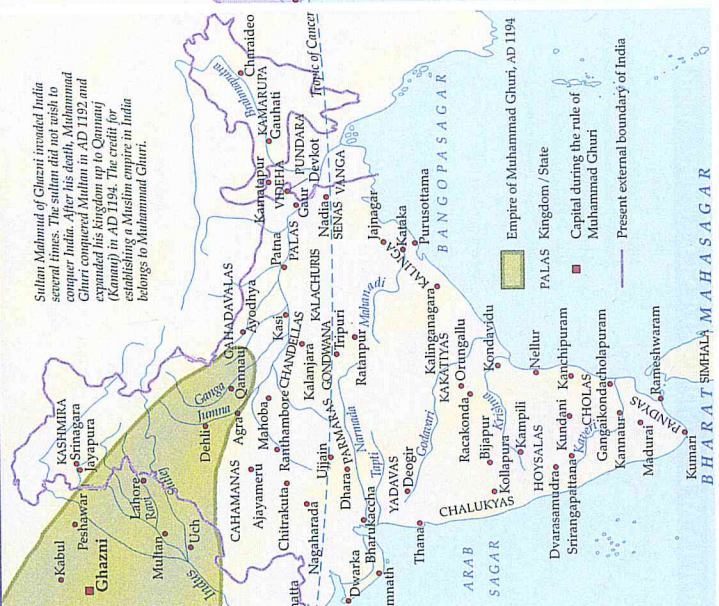 Sultan Mahmud of Ghazni invaded India
several times. The sultan did not wish to
conquer India. After his death, Muhammad
Ghuri conquered Multan in AD 1192 and
expanded his kingdom up to Qannauj
(Kanauj) in AD 1194. The credit for
establishing a Muslim empire in India
belongs to Muhammad Ghuri.
Kabul
Ghazni
Peshawar
KASHMIRA
Srinagara
Jayapura
Lahore
Ravi
Multan
Uch
Indus
Dehli
Ganga
Jumna
Agra
Qannauj
GAHADAVALAS
Ayodhya
CAHAMANAS
Ajayameru
Ranthambore
Mahoba
CHANDELLAS
Kasi
Patna
PALAS
Kamatapur
VIDEHA
Gaur
PUNDARA
Devkot
KAMARUPA
Gauhati
Brahmaputra
Charaideo
Tropic of Cancer
Chitrakutta
Nagaharada
Ujjain
Kalanjara
KALACHURIS
GONDWANA
Tripuri
Nadia
SENAS
VANGA
Dwarka
mnath
Dhara
PAMARAS
Bharukaccha
Narmada
Tapti
Ratanpur
Mahanadi
Jajnagar
Kataka
Purusottama
KALINGA
Kalinganagara
YADAVAS
Deogir
Godavari
Thana
KAKATIYAS
Orungallu
Racakonda
Kondavidu
CHALUKYAS
Bijapur
Krishna
Kollapura
Kampili
HOYSALAS
Nellur
Dvarasamudra
Srirangapattana
Kundani
Kanchipuram
Kaveri
CHOLAS
Gangaikondacholapuram
Kannatur
Madurai
PANDYAS
Rameshwaram
Kumari
SIMHALA
ARAB
SAGAR
BANGOPASAGAR
BHARAT MAHASAGAR
Empire of Muhammad Ghuri, AD 1194
PALAS Kingdom/State
Capital during the rule of
Muhammad Ghuri
Present external boundary of India